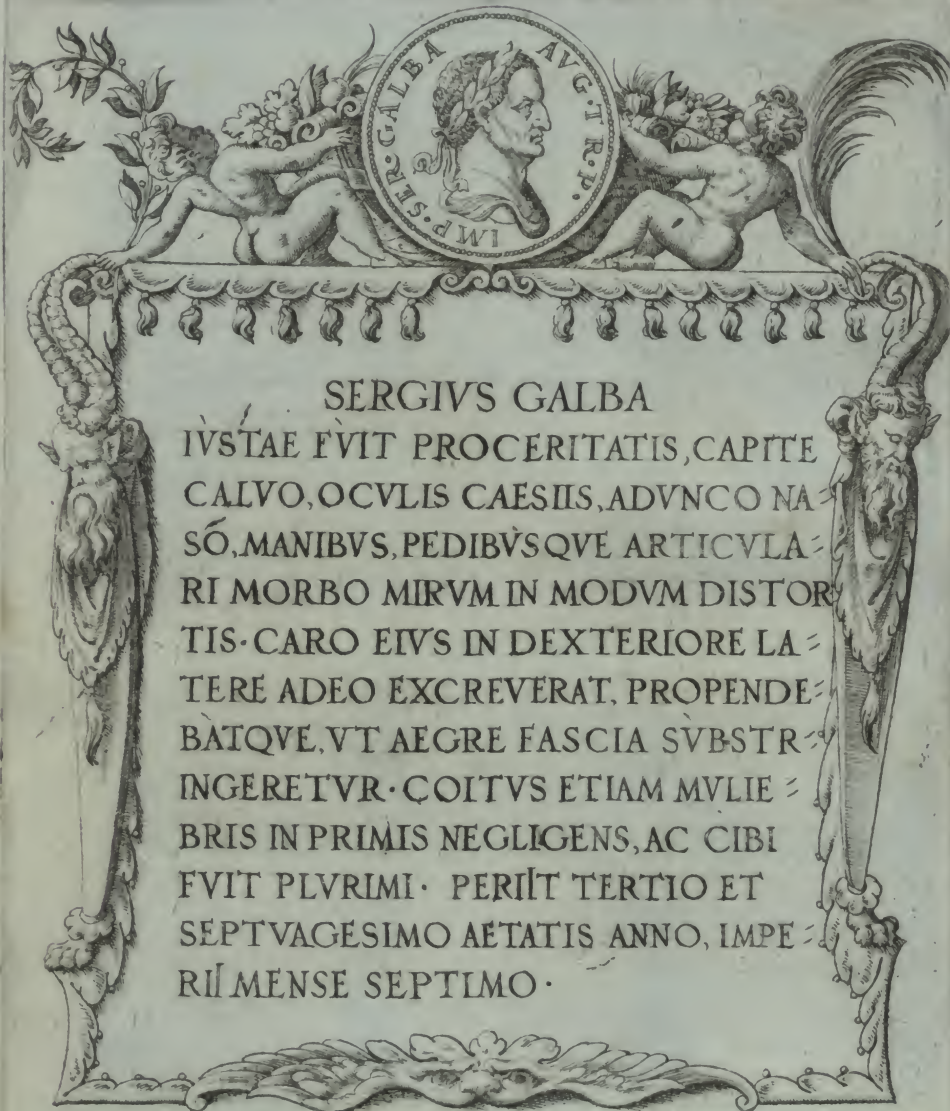 IMP·SER·GALBA AVG·T R·P·
SERGIVS GALBA
IVSTAE FVIT PROCERITATIS, CAPITE
CALVO, OCVLIS CAESIIS, ADVNCO NA=
SÓ, MANIBVS, PEDIBVSQVE ARTICVLA=
RI MORBO MIRVM IN MODVM DISTOR
TIS· CARO EIVS IN DEXTERIORE LA=
TERE ADEO EXCREVERAT, PROPENDE=
BATQVE, VT AEGRE FASCIA SVBSTR=
INGERETVR· COITVS ETIAM MVLIE=
BRIS IN PRIMIS NEGLIGENS, AC CIBI
FVIT PLVRIMI· PERIIT TERTIO ET
SEPTVAGESIMO AETATIS ANNO, IMPE=
RII MENSE SEPTIMO·